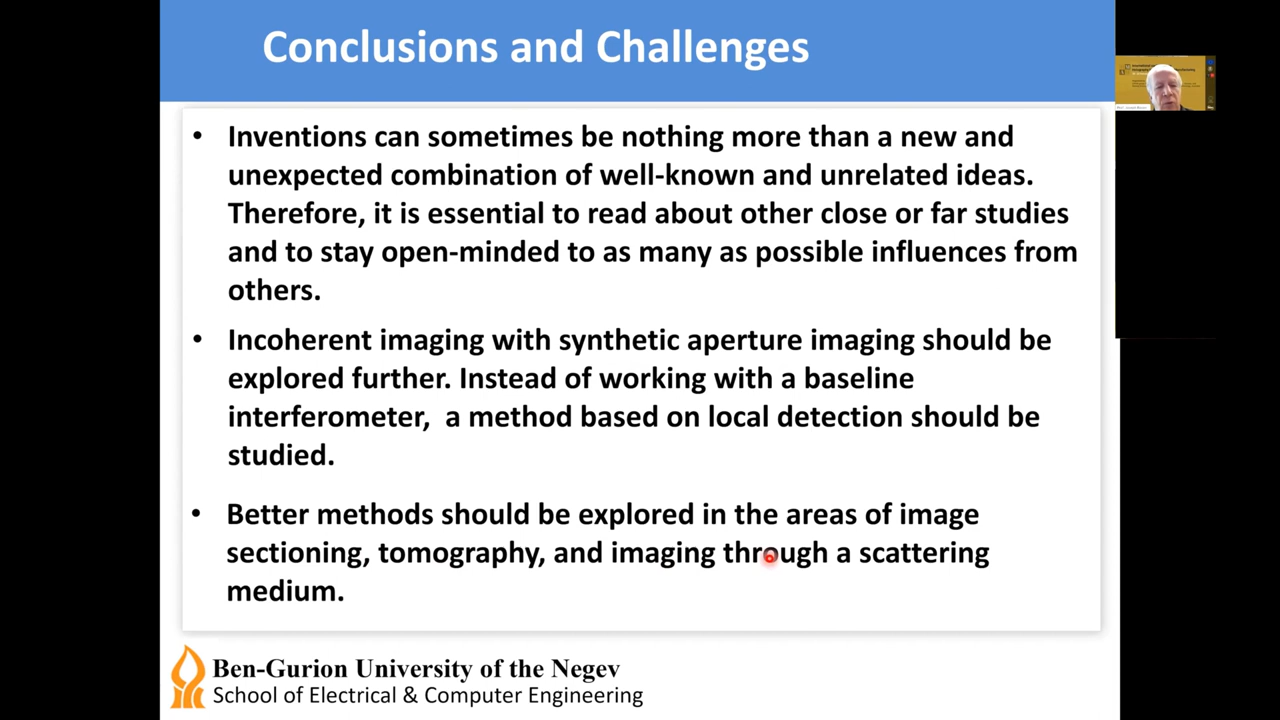 Conclusions and Challenges
• Inventions can sometimes be nothing more than a new and
unexpected combination of well-known and unrelated ideas.
Therefore, it is essential to read about other close or far studies
and to stay open-minded to as many as possible influences from
others.
• Incoherent imaging with synthetic aperture imaging should be
explored further. Instead of working with a baseline
interferometer, a method based on local detection should be
studied.
• Better methods should be explored in the areas of image
sectioning, tomography, and imaging through a scattering
medium.
Ben-Gurion University of the Negev
School of Electrical & Computer Engineering